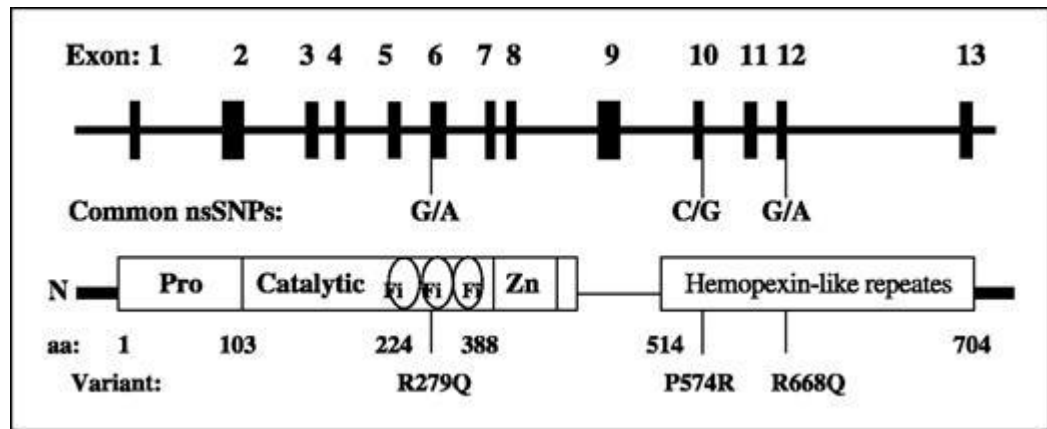 Exon: 1 2 3 4 5 6 7 8 9 10 11 12 13
Common nsSNPs: G/A C/G G/A
N Pro Catalytic Fi Fi Fi Zn Hemopexin-like repeates
aa: 1 103 224 388 514 704
Variant: R279Q P574R R668Q